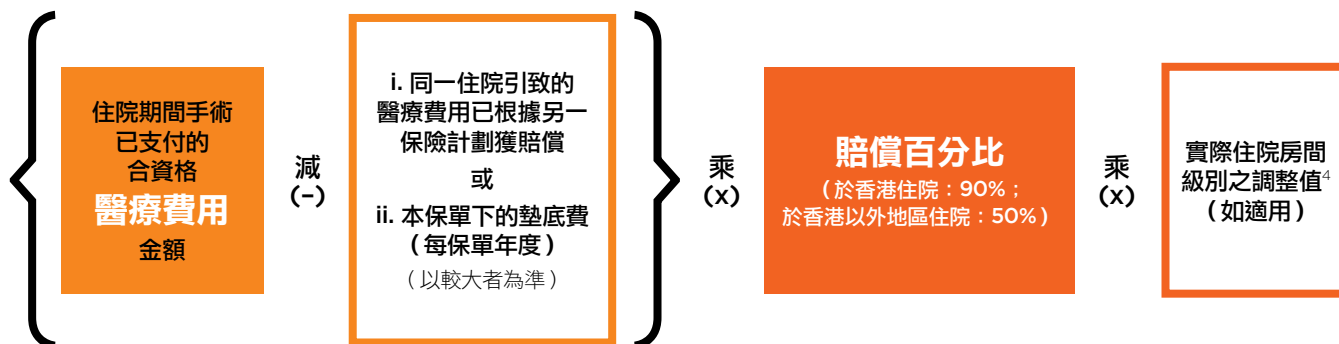 住院期間手術
已支付的
合資格
醫療費用
金額
減
(–)
i. 同一住院引致的
醫療費用已根據另一
保險計劃獲賠償
或
ii. 本保單下的墊底費
(每保單年度)
(以較大者為準)
乘
(x)
賠償百分比
(於香港住院:90%;
於香港以外地區住院:50%)
乘
(x)
實際住院房間
級別之調整值4
(如適用)